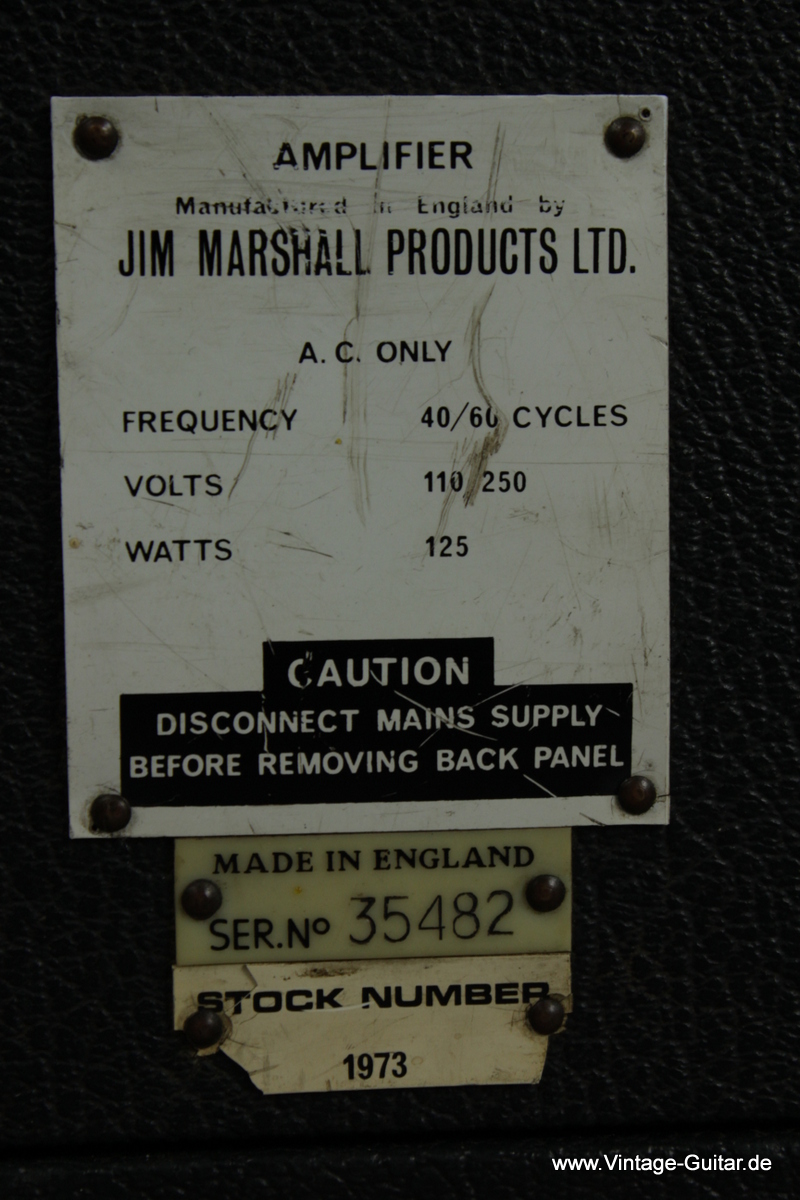 AMPLIFIER
Manufactured in England by
JIM MARSHALL PRODUCTS LTD.
A.C. ONLY
FREQUENCY 40/60 CYCLES
VOLTS 110/250
WATTS 125
CAUTION
DISCONNECT MAINS SUPPLY
BEFORE REMOVING BACK PANEL
MADE IN ENGLAND
SER.Nº 35482
STOCK NUMBER
1973
www.Vintage-Guitar.de